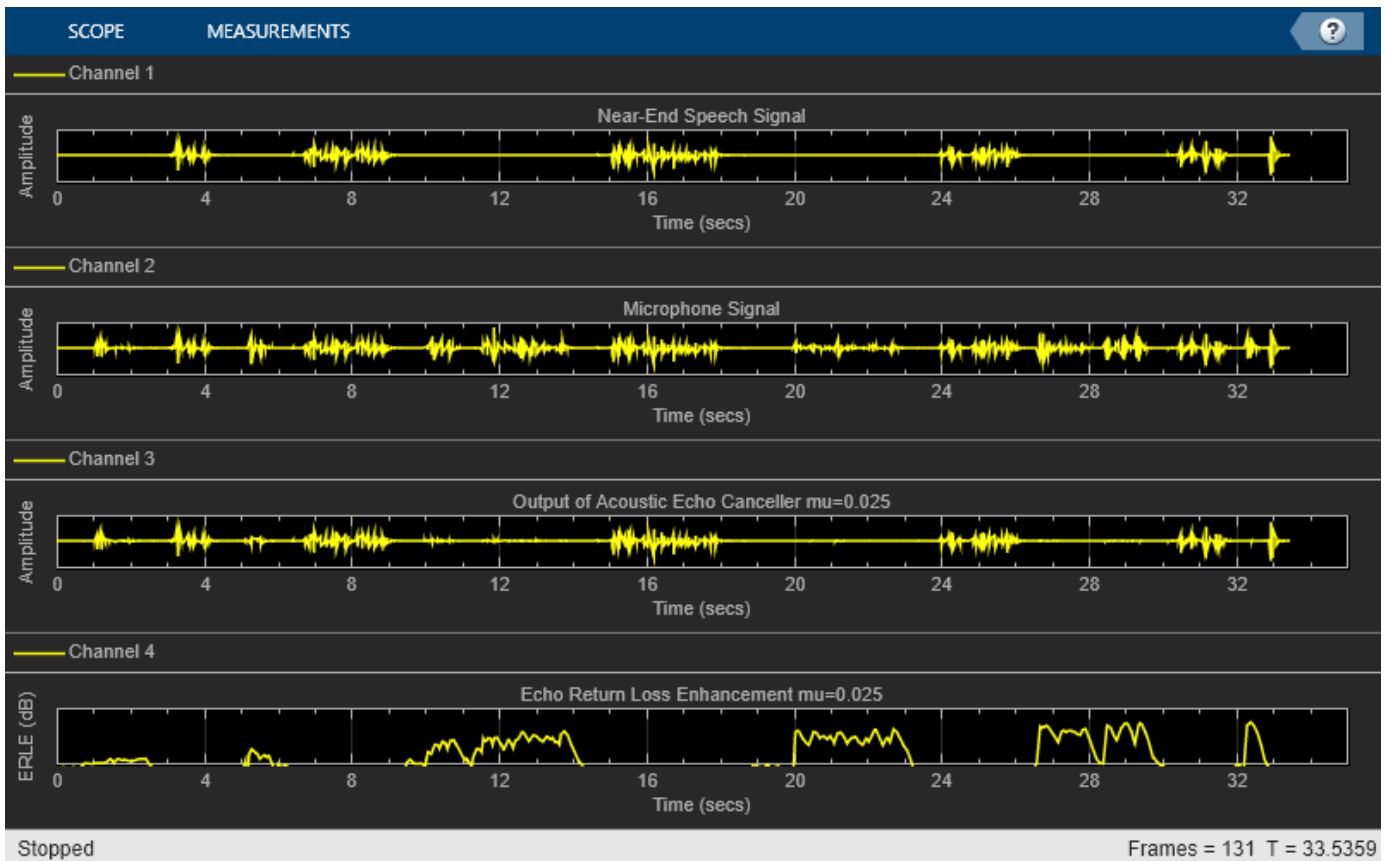 SCOPE MEASUREMENTS ?
Channel 1
Near-End Speech Signal
Amplitude
0 4 8 12 16 20 24 28 32
Time (secs)
Channel 2
Microphone Signal
Amplitude
0 4 8 12 16 20 24 28 32
Time (secs)
Channel 3
Output of Acoustic Echo Canceller mu=0.025
Amplitude
0 4 8 12 16 20 24 28 32
Time (secs)
Channel 4
Echo Return Loss Enhancement mu=0.025
ERLE (dB)
0 4 8 12 16 20 24 28 32
Time (secs)
Stopped Frames = 131 T = 33.5359